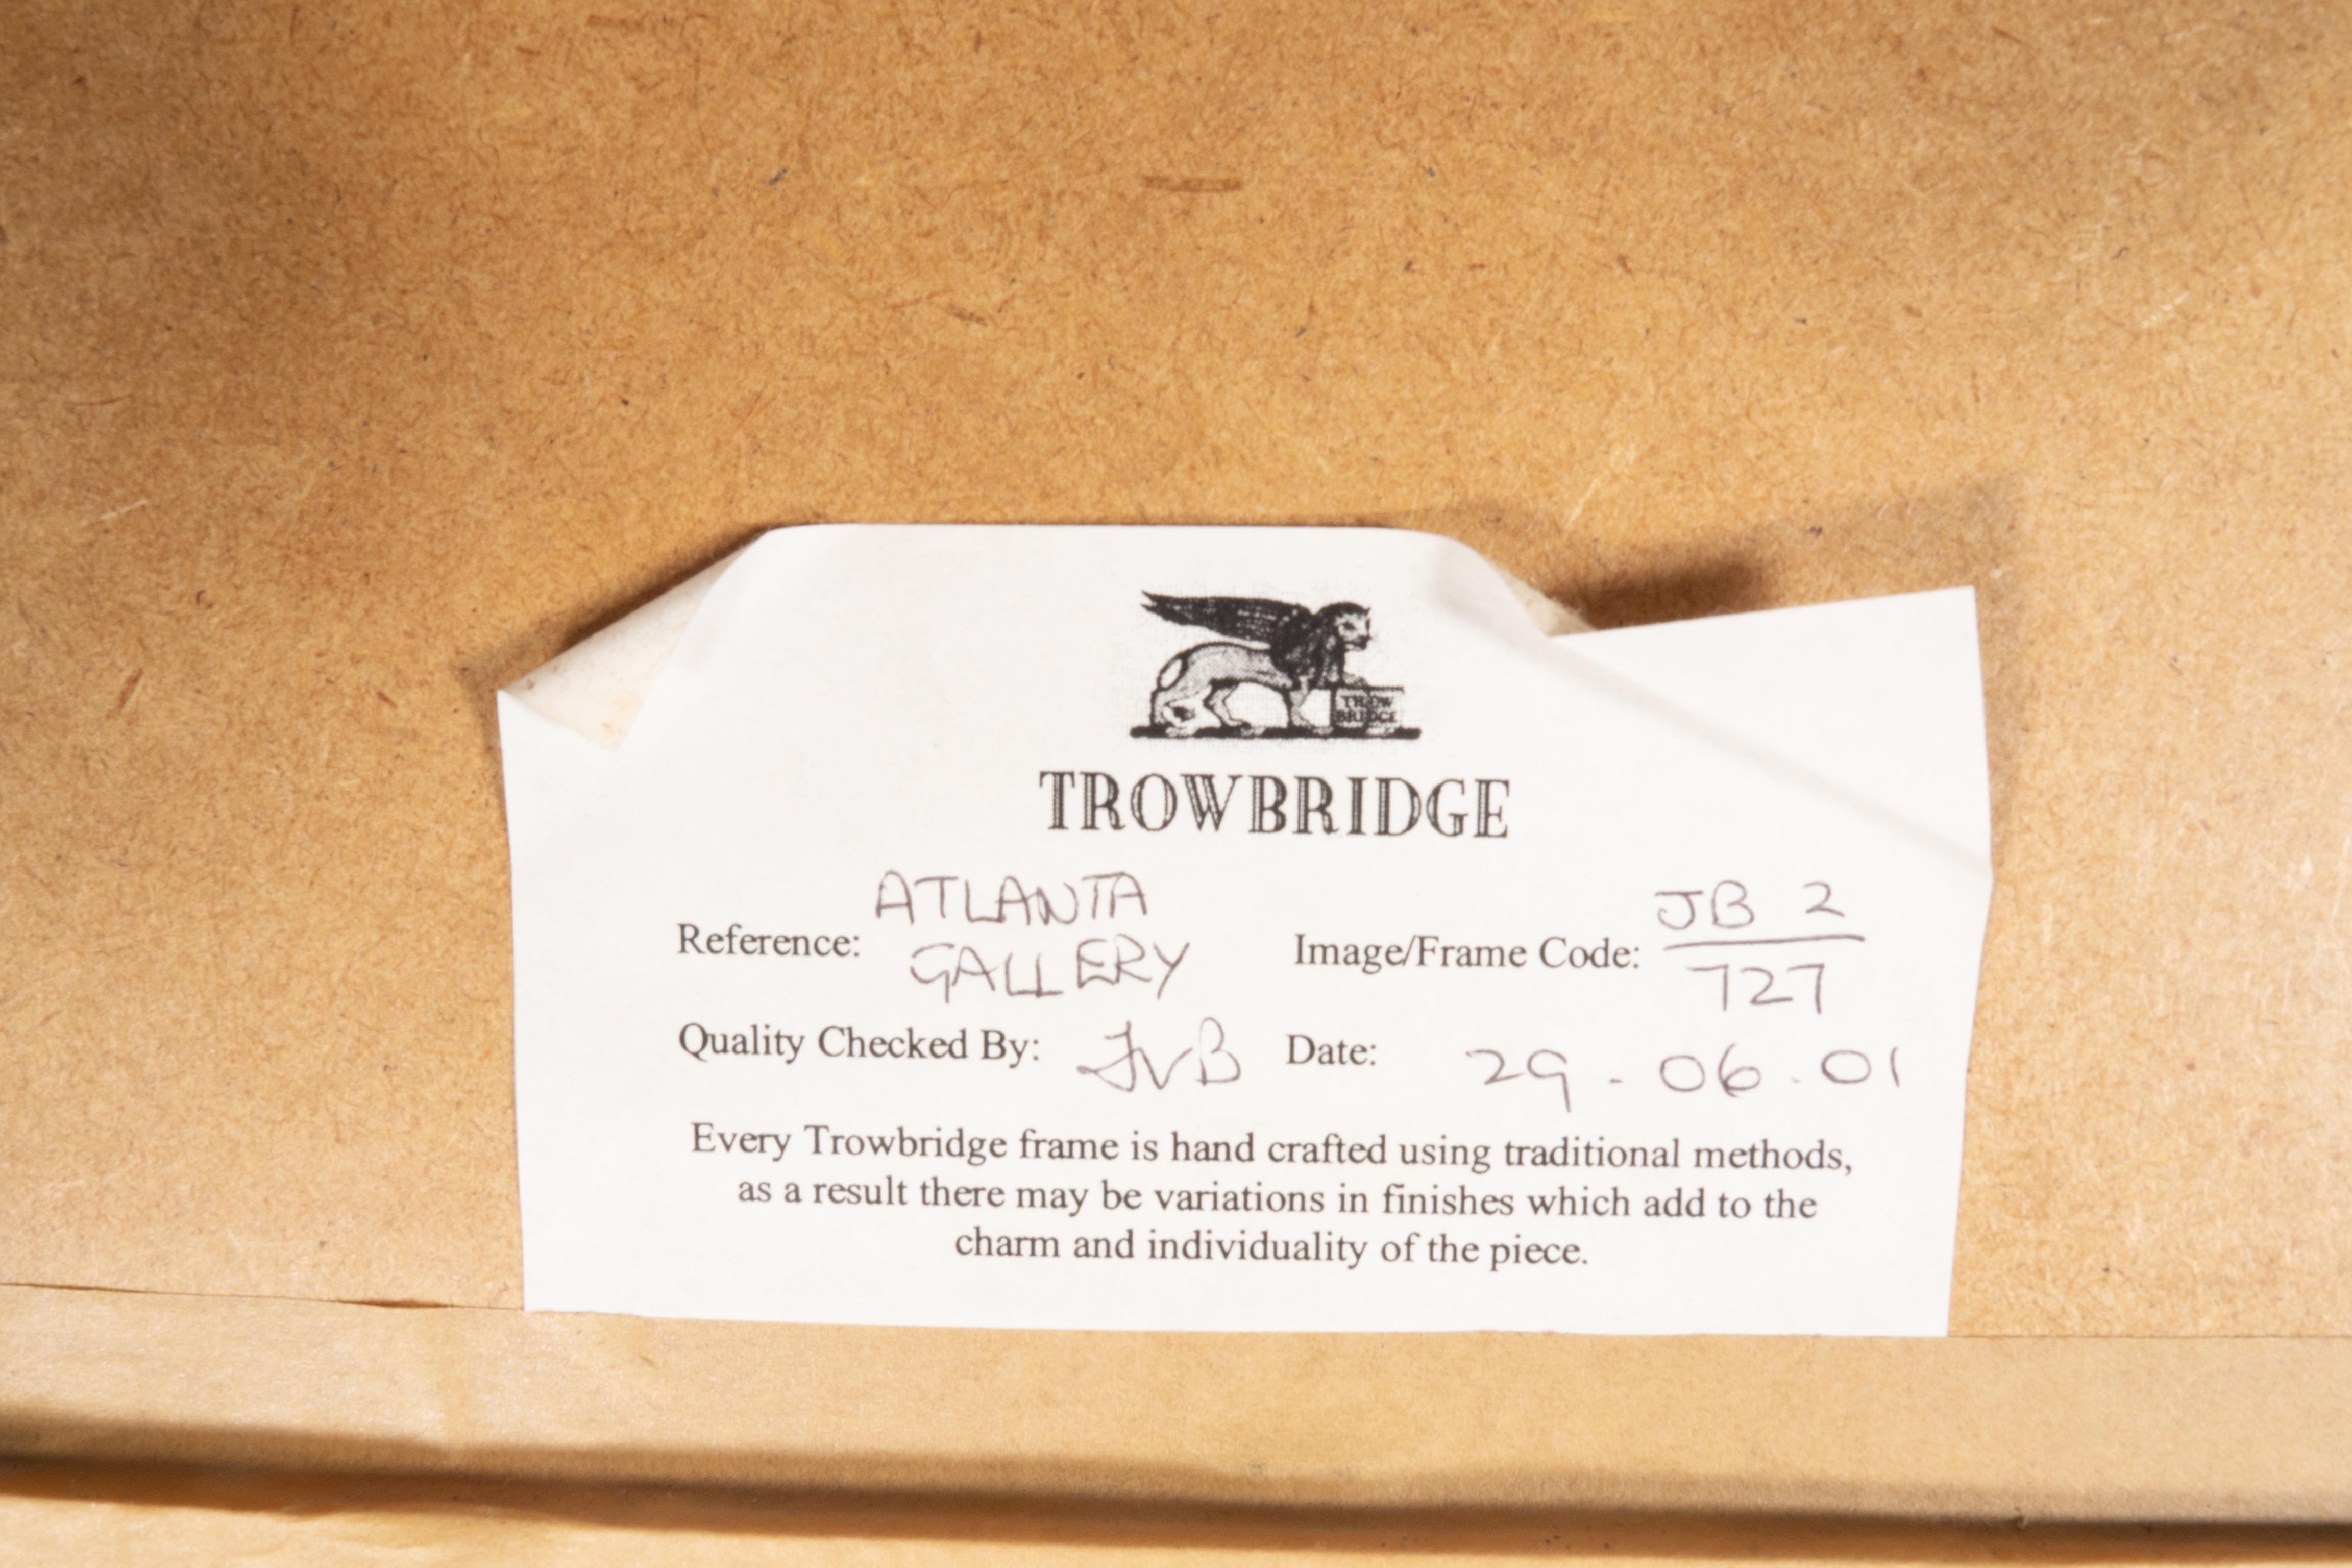 TROW
BRIDGE
TROWBRIDGE
Reference: ATLANTA GALLERY
Image/Frame Code: JB 2
727
Quality Checked By: JVB Date: 29.06.01
Every Trowbridge frame is hand crafted using traditional methods,
as a result there may be variations in finishes which add to the
charm and individuality of the piece.